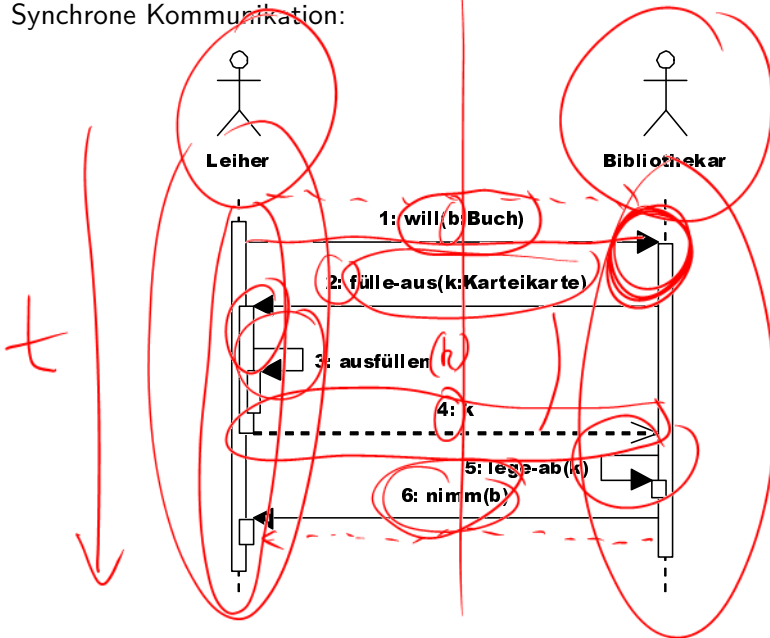 Synchrone Kommunikation:
Leiher
Bibliothekar
1: will(b:Buch)
2: fülle-aus(k:Karteikarte)
t
3: ausfüllen(k)
4: k
5: lege-ab(k)
6: nimm(b)